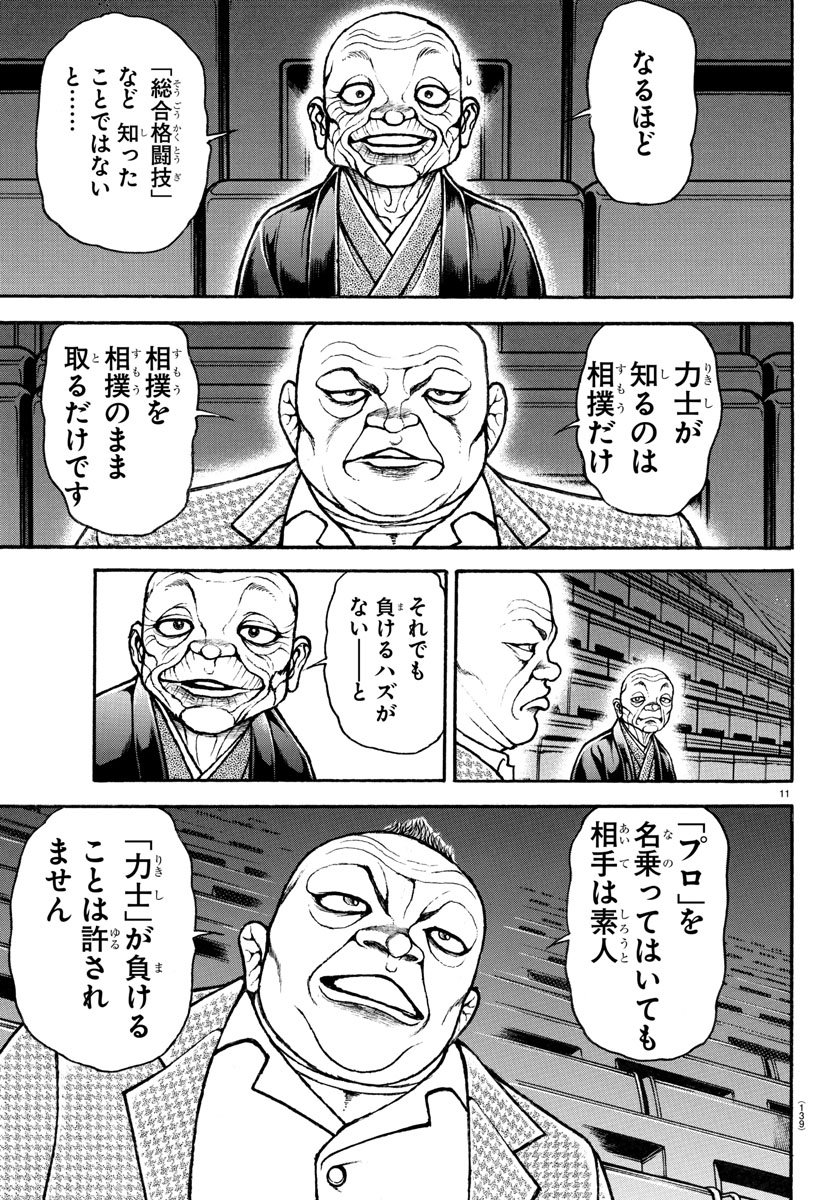 なるほど
「総合格闘技」
など 知った
ことではない
と……
力士が
知るのは
相撲だけ
相撲を
相撲のまま
取るだけです
それでも
負けるハズが
ない──と
11
「プロ」を
名乗ってはいても
相手は素人
「力士」が負ける
ことは許され
ません
(139)